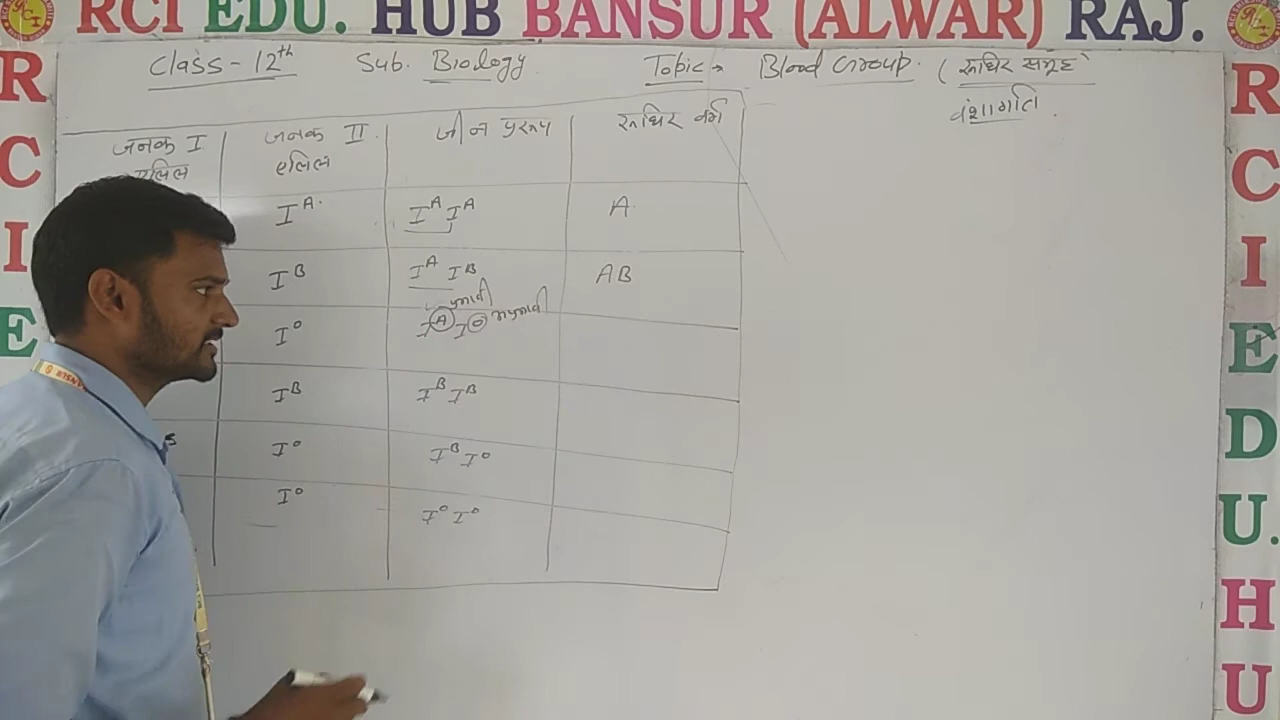 RCI EDU. HUB BANSUR (ALWAR) RAJ.
Class - 12th Sub. Biology Topic → Blood Group. (रूधिर समूह
वंशागति
जनक I जनक II जीन प्ररूप रूधिर वर्ग
एलिल एलिल
I^A I^A I^A A
I^B I^A I^B AB
प्रभावी अप्रभावी
I^o I^A I^o
I^B I^B I^B
I^o I^B I^o
I^o I^o I^o
R
C
I
E
R
C
I
E
D
U.
H
U